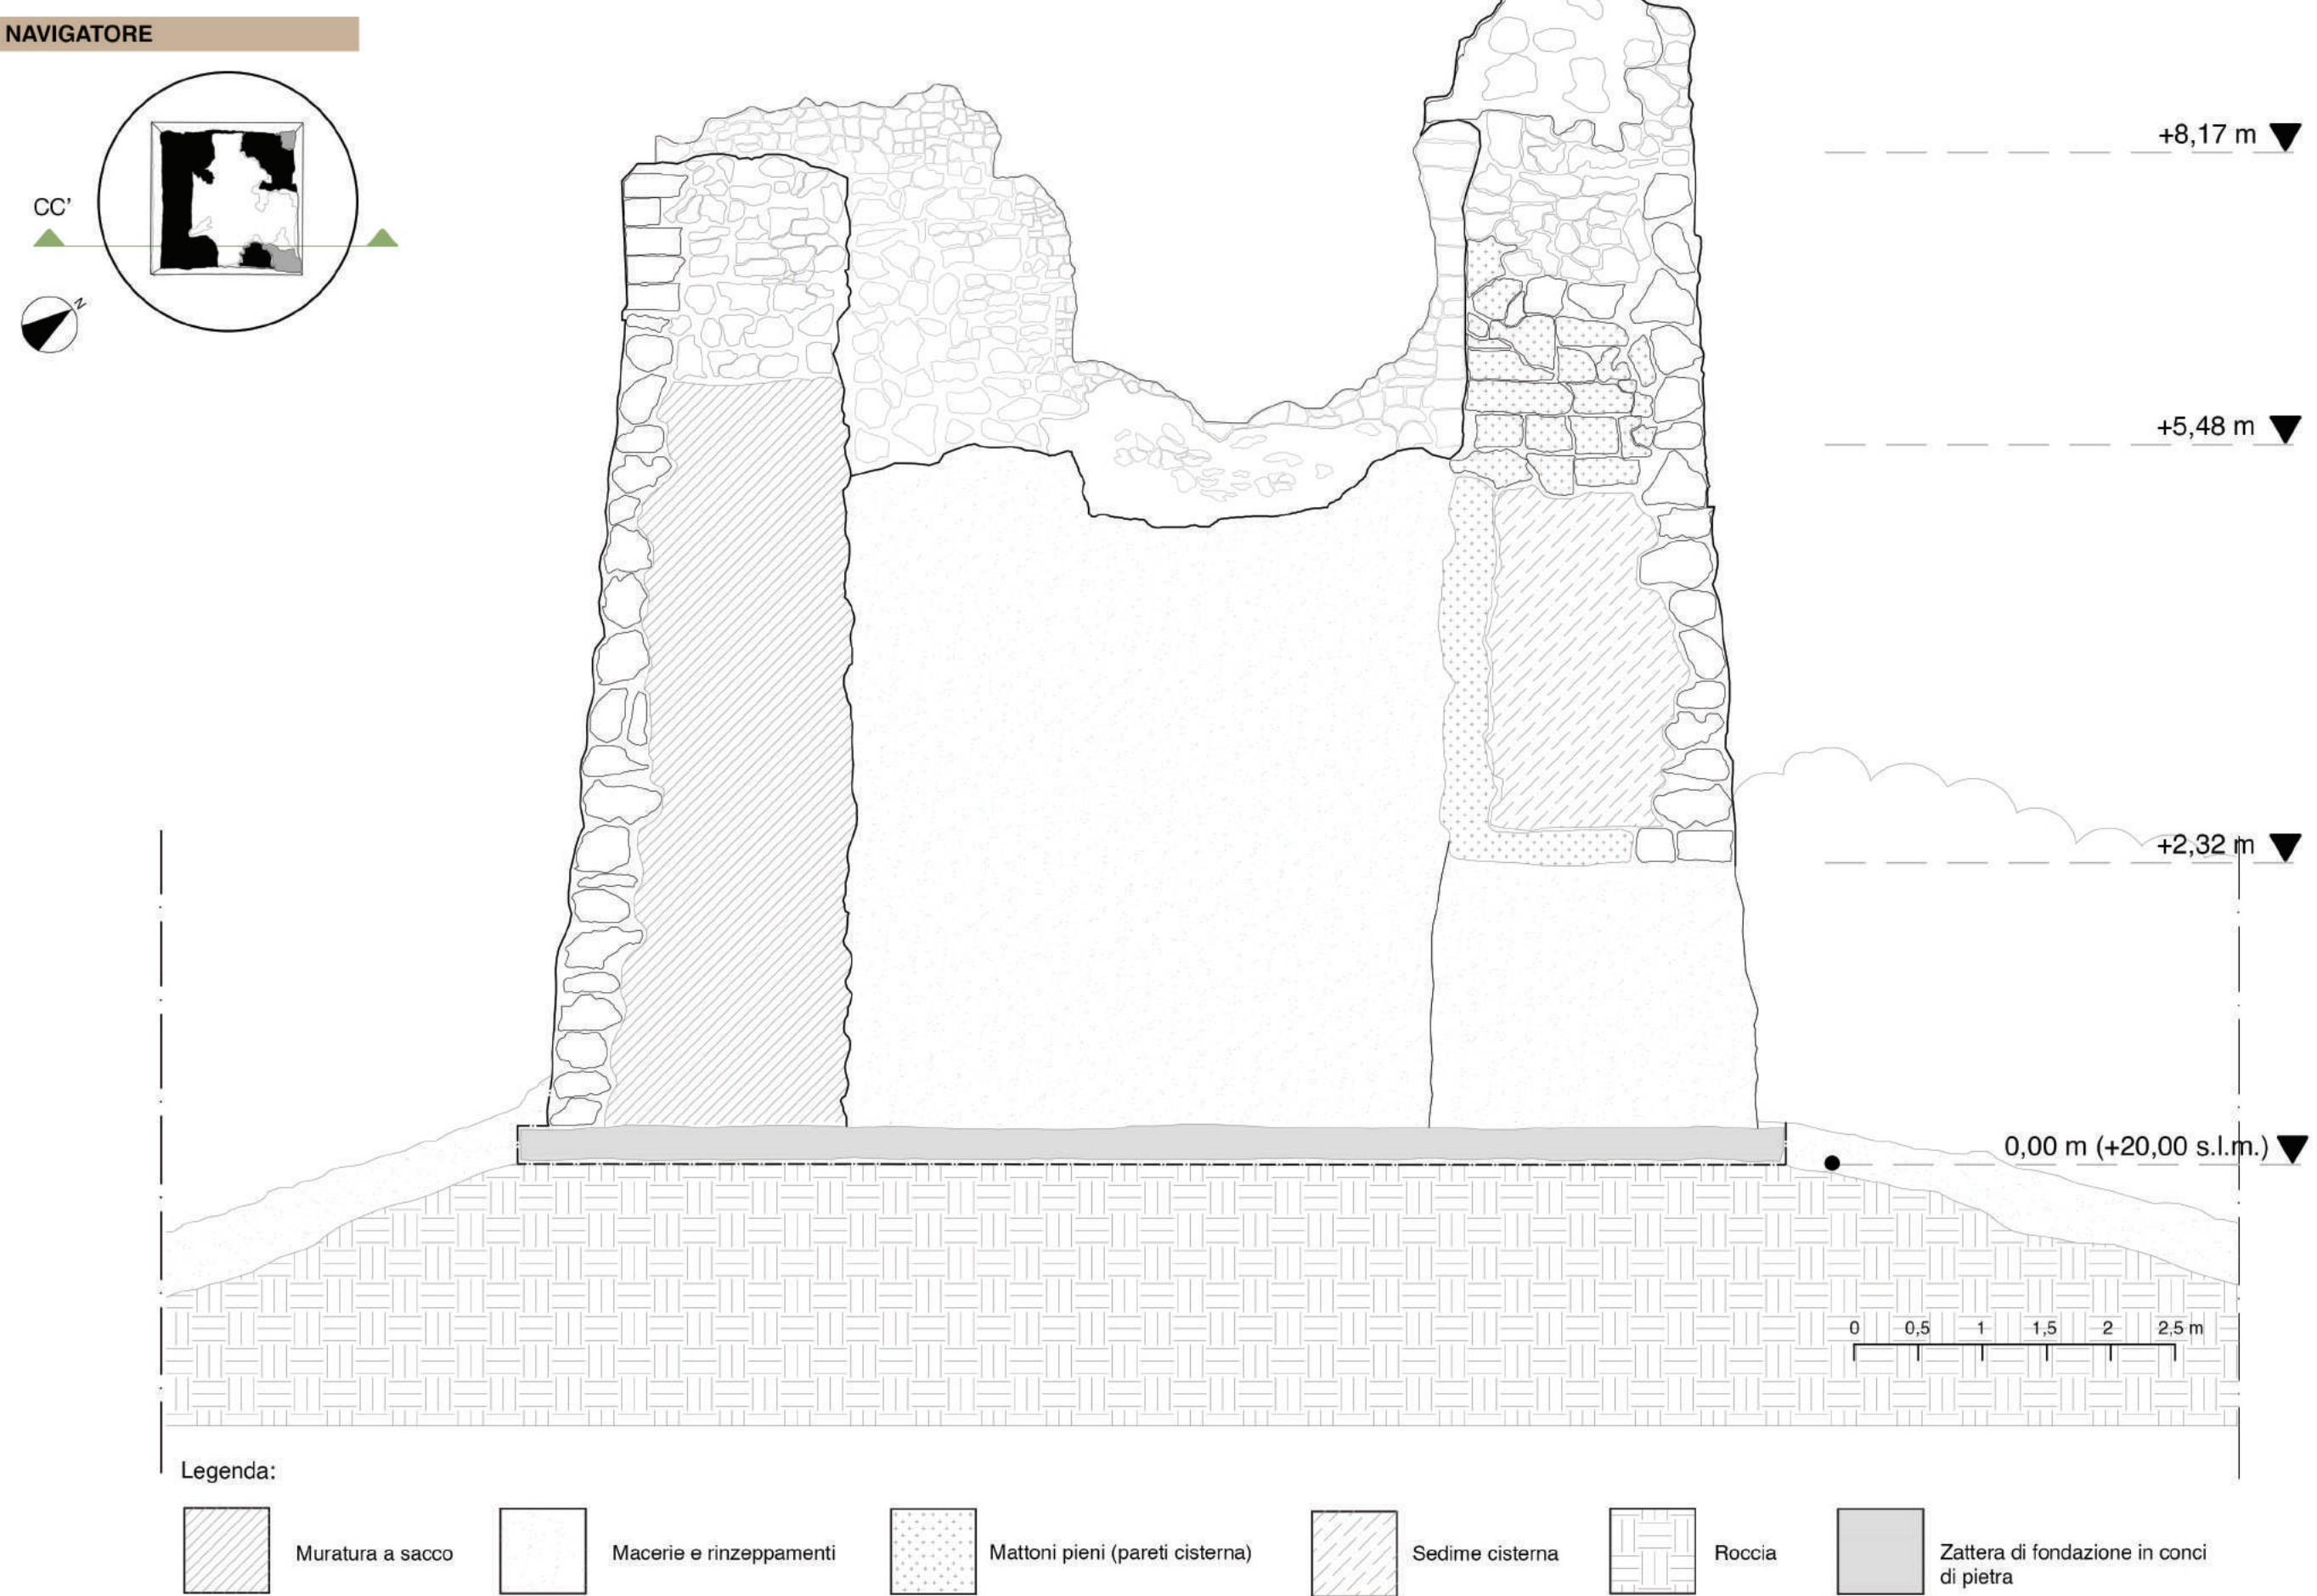 NAVIGATORE
CC'
N
+8,17 m
+5,48 m
+2,32 m
0,00 m (+20,00 s.l.m.)
0 0,5 1 1,5 2 2,5 m
Legenda:
Muratura a sacco
Macerie e rinzeppamenti
Mattoni pieni (pareti cisterna)
Sedime cisterna
Roccia
Zattera di fondazione in conci
di pietra